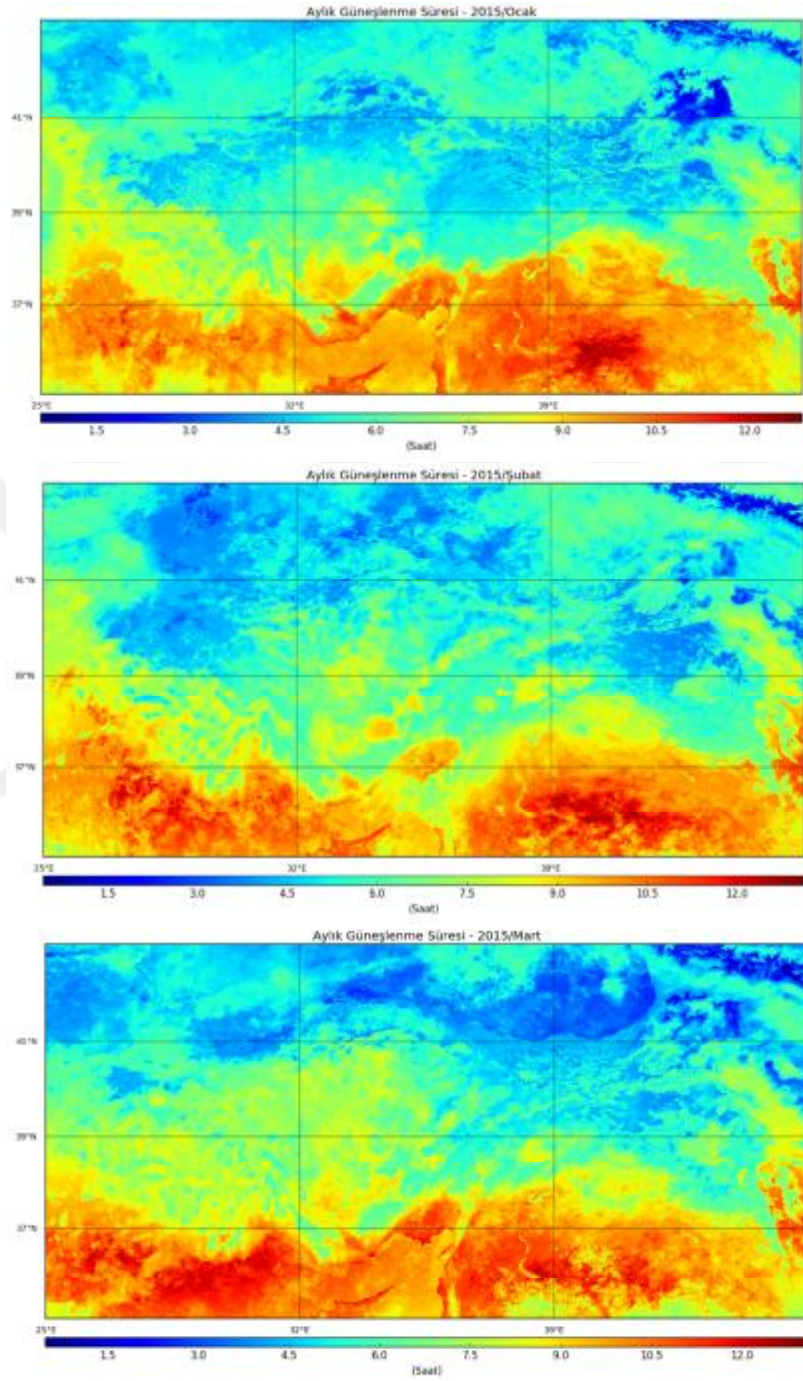 Aylık Güneşlenme Süresi - 2015/Ocak
41°N
39°N
37°N
25°E 32°E 39°E
1.5 3.0 4.5 6.0 7.5 9.0 10.5 12.0
(Saat)
Aylık Güneşlenme Süresi - 2015/Şubat
41°N
39°N
37°N
25°E 32°E 39°E
1.5 3.0 4.5 6.0 7.5 9.0 10.5 12.0
(Saat)
Aylık Güneşlenme Süresi - 2015/Mart
41°N
39°N
37°N
25°E 32°E 39°E
1.5 3.0 4.5 6.0 7.5 9.0 10.5 12.0
(Saat)